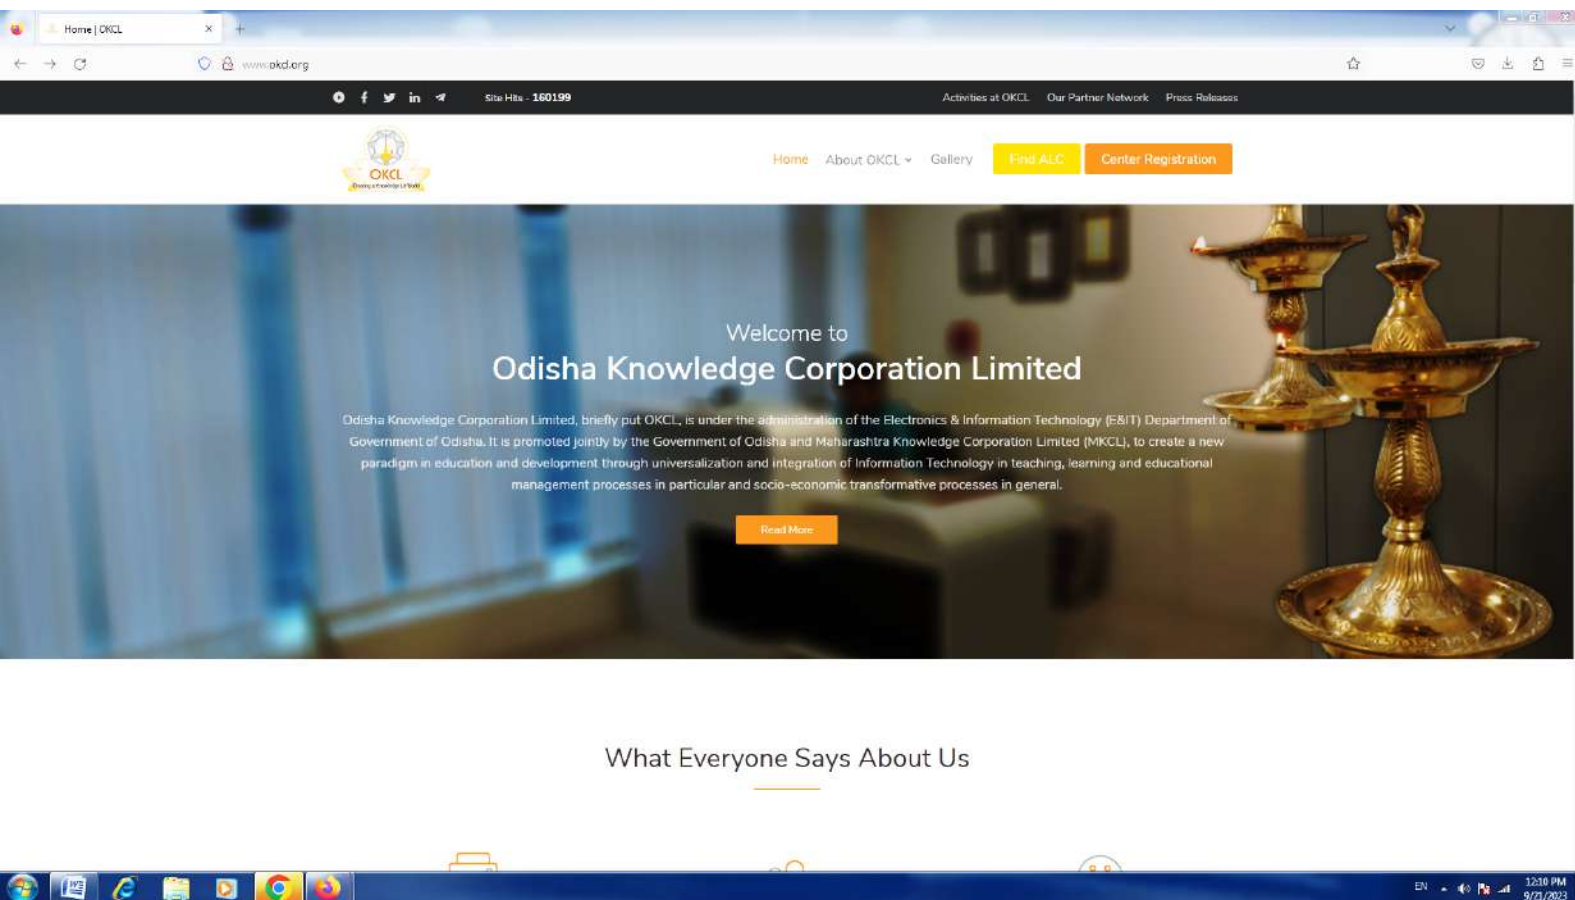 Home | OKCL
www.okcl.org
Site Hits - 160199
Activities at OKCL Our Partner Network Press Releases
OKCL
Home About OKCL Gallery Find ALC Center Registration
Welcome to
Odisha Knowledge Corporation Limited
Odisha Knowledge Corporation Limited, briefly put OKCL, is under the administration of the Electronics & Information Technology (E&IT) Department of
Government of Odisha. It is promoted jointly by the Government of Odisha and Maharashtra Knowledge Corporation Limited (MKCL), to create a new
paradigm in education and development through universalization and integration of Information Technology in teaching, learning and educational
management processes in particular and socio-economic transformative processes in general.
Read More
What Everyone Says About Us
EN
12:10 PM
9/21/2023